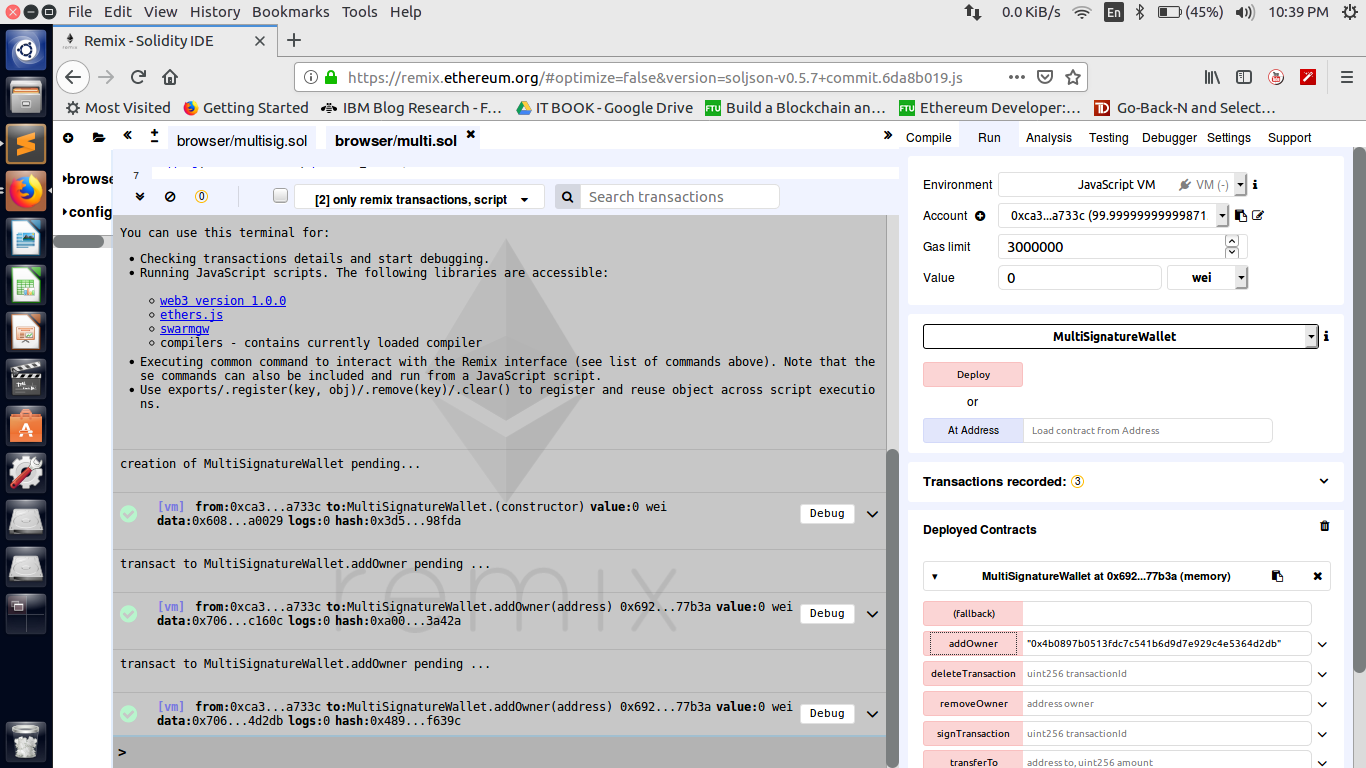 File Edit View History Bookmarks Tools Help
0.0 KiB/s En (45%) 10:39 PM
Remix - Solidity IDE
https://remix.ethereum.org/#optimize=false&version=soljson-v0.5.7+commit.6da8b019.js
Most Visited Getting Started IBM Blog Research - F… IT BOOK - Google Drive FTU Build a Blockchain an… FTU Ethereum Developer:… TD Go-Back-N and Select…
browser/multisig.sol browser/multi.sol
Compile Run Analysis Testing Debugger Settings Support
browse
config
7
0 [2] only remix transactions, script Search transactions
You can use this terminal for:
Checking transactions details and start debugging.
Running JavaScript scripts. The following libraries are accessible:
web3 version 1.0.0
ethers.js
swarmgw
compilers - contains currently loaded compiler
Executing common command to interact with the Remix interface (see list of commands above). Note that the
se commands can also be included and run from a JavaScript script.
Use exports/.register(key, obj)/.remove(key)/.clear() to register and reuse object across script executio
ns.
remix
creation of MultiSignatureWallet pending...
[vm] from:0xca3...a733c to:MultiSignatureWallet.(constructor) value:0 wei
data:0x608...a0029 logs:0 hash:0x3d5...98fda
Debug
transact to MultiSignatureWallet.addOwner pending ...
[vm] from:0xca3...a733c to:MultiSignatureWallet.addOwner(address) 0x692...77b3a value:0 wei
data:0x706...c160c logs:0 hash:0xa00...3a42a
Debug
transact to MultiSignatureWallet.addOwner pending ...
[vm] from:0xca3...a733c to:MultiSignatureWallet.addOwner(address) 0x692...77b3a value:0 wei
data:0x706...4d2db logs:0 hash:0x489...f639c
Debug
>
Environment JavaScript VM VM (-)
Account 0xca3...a733c (99.99999999999871
Gas limit 3000000
Value 0 wei
MultiSignatureWallet
Deploy
or
At Address Load contract from Address
Transactions recorded: 3
Deployed Contracts
MultiSignatureWallet at 0x692...77b3a (memory)
(fallback)
addOwner "0x4b0897b0513fdc7c541b6d9d7e929c4e5364d2db"
deleteTransaction uint256 transactionId
removeOwner address owner
signTransaction uint256 transactionId
transferTo address to, uint256 amount